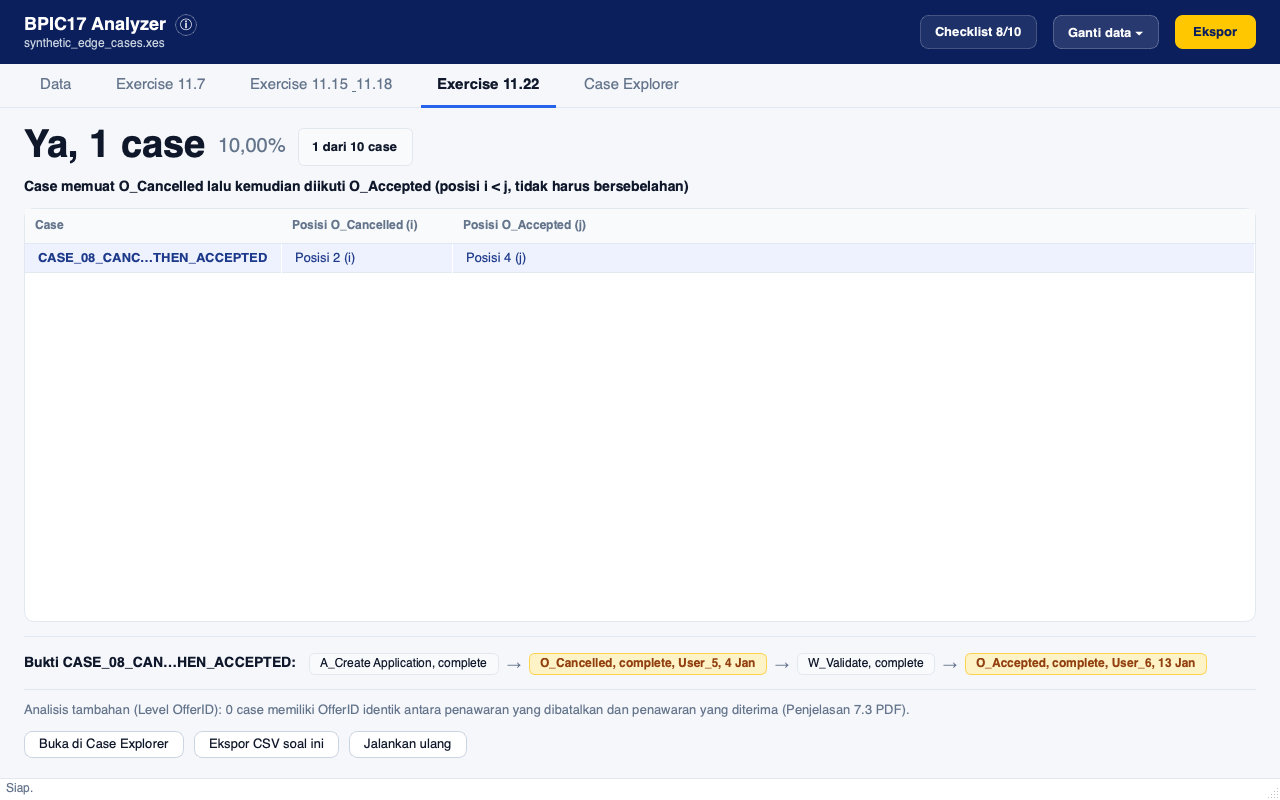 BPIC17 Analyzer ⓘ
synthetic_edge_cases.xes
Checklist 8/10
Ganti data
Ekspor
Data
Exercise 11.7
Exercise 11.15 _11.18
Exercise 11.22
Case Explorer
Ya, 1 case
10,00%
1 dari 10 case
Case memuat O_Cancelled lalu kemudian diikuti O_Accepted (posisi i < j, tidak harus bersebelahan)
Case
Posisi O_Cancelled (i)
Posisi O_Accepted (j)
CASE_08_CANC...THEN_ACCEPTED
Posisi 2 (i)
Posisi 4 (j)
Bukti CASE_08_CAN...HEN_ACCEPTED:
A_Create Application, complete
→
O_Cancelled, complete, User_5, 4 Jan
→
W_Validate, complete
→
O_Accepted, complete, User_6, 13 Jan
Analisis tambahan (Level OfferID): 0 case memiliki OfferID identik antara penawaran yang dibatalkan dan penawaran yang diterima (Penjelasan 7.3 PDF).
Buka di Case Explorer
Ekspor CSV soal ini
Jalankan ulang
Siap.